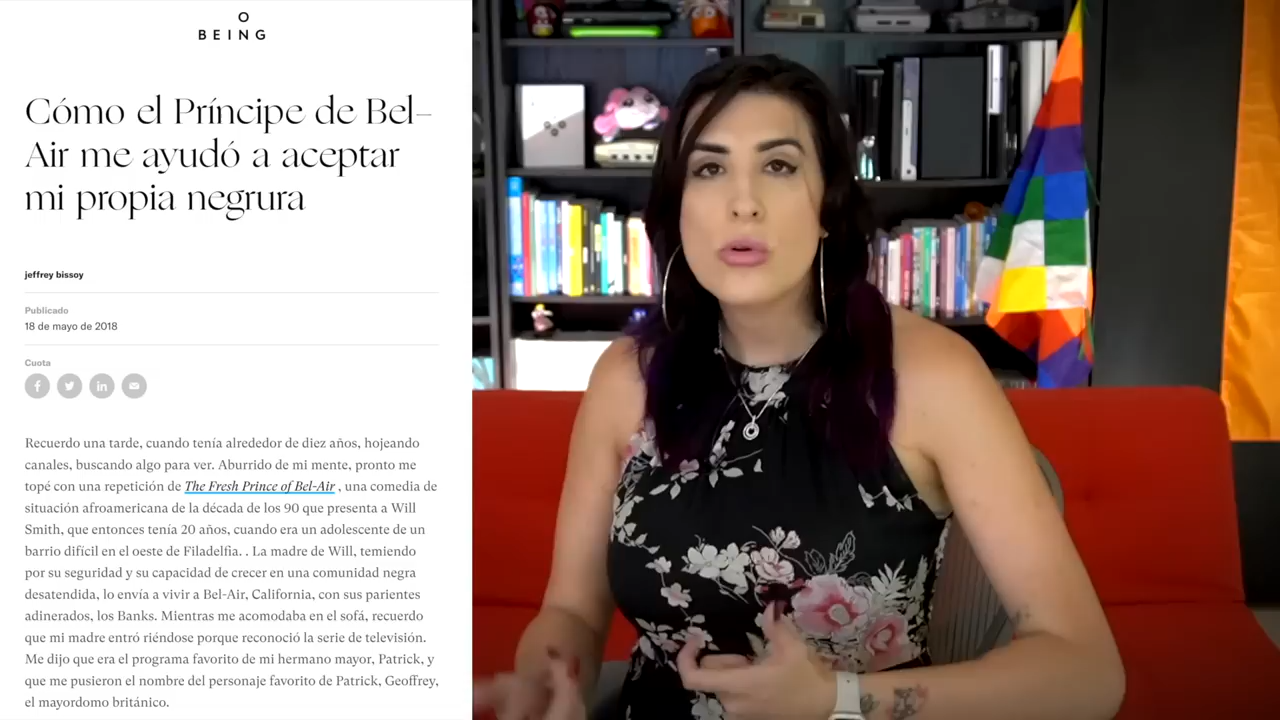 O
BEING
Cómo el Príncipe de Bel-
Air me ayudó a aceptar
mi propia negrura
jeffrey bissoy
Publicado
18 de mayo de 2018
Cuota
Recuerdo una tarde, cuando tenía alrededor de diez años, hojeando
canales, buscando algo para ver. Aburrido de mi mente, pronto me
topé con una repetición de The Fresh Prince of Bel-Air , una comedia de
situación afroamericana de la década de los 90 que presenta a Will
Smith, que entonces tenía 20 años, cuando era un adolescente de un
barrio difícil en el oeste de Filadelfia. . La madre de Will, temiendo
por su seguridad y su capacidad de crecer en una comunidad negra
desatendida, lo envía a vivir a Bel-Air, California, con sus parientes
adinerados, los Banks. Mientras me acomodaba en el sofá, recuerdo
que mi madre entró riéndose porque reconoció la serie de televisión.
Me dijo que era el programa favorito de mi hermano mayor, Patrick, y
que me pusieron el nombre del personaje favorito de Patrick, Geoffrey,
el mayordomo británico.